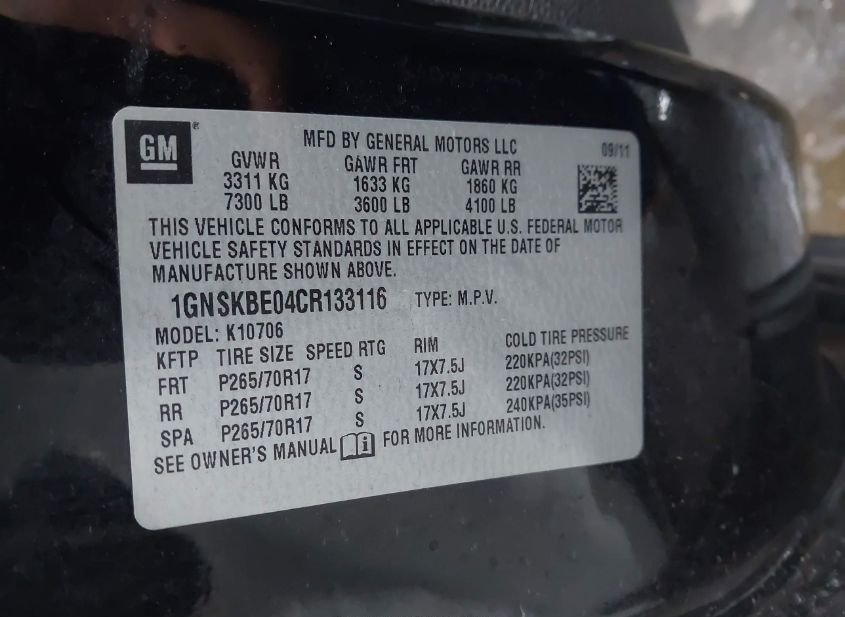 GM
MFD BY GENERAL MOTORS LLC
09/11
GVWR GAWR FRT GAWR RR
3311 KG 1633 KG 1860 KG
7300 LB 3600 LB 4100 LB
THIS VEHICLE CONFORMS TO ALL APPLICABLE U.S. FEDERAL MOTOR
VEHICLE SAFETY STANDARDS IN EFFECT ON THE DATE OF
MANUFACTURE SHOWN ABOVE.
1GNSKBE04CR133116 TYPE: M.P.V.
MODEL: K10706
KFTP TIRE SIZE SPEED RTG RIM COLD TIRE PRESSURE
FRT P265/70R17 S 17X7.5J 220KPA(32PSI)
RR P265/70R17 S 17X7.5J 220KPA(32PSI)
SPA P265/70R17 S 17X7.5J 240KPA(35PSI)
SEE OWNER'S MANUAL FOR MORE INFORMATION.